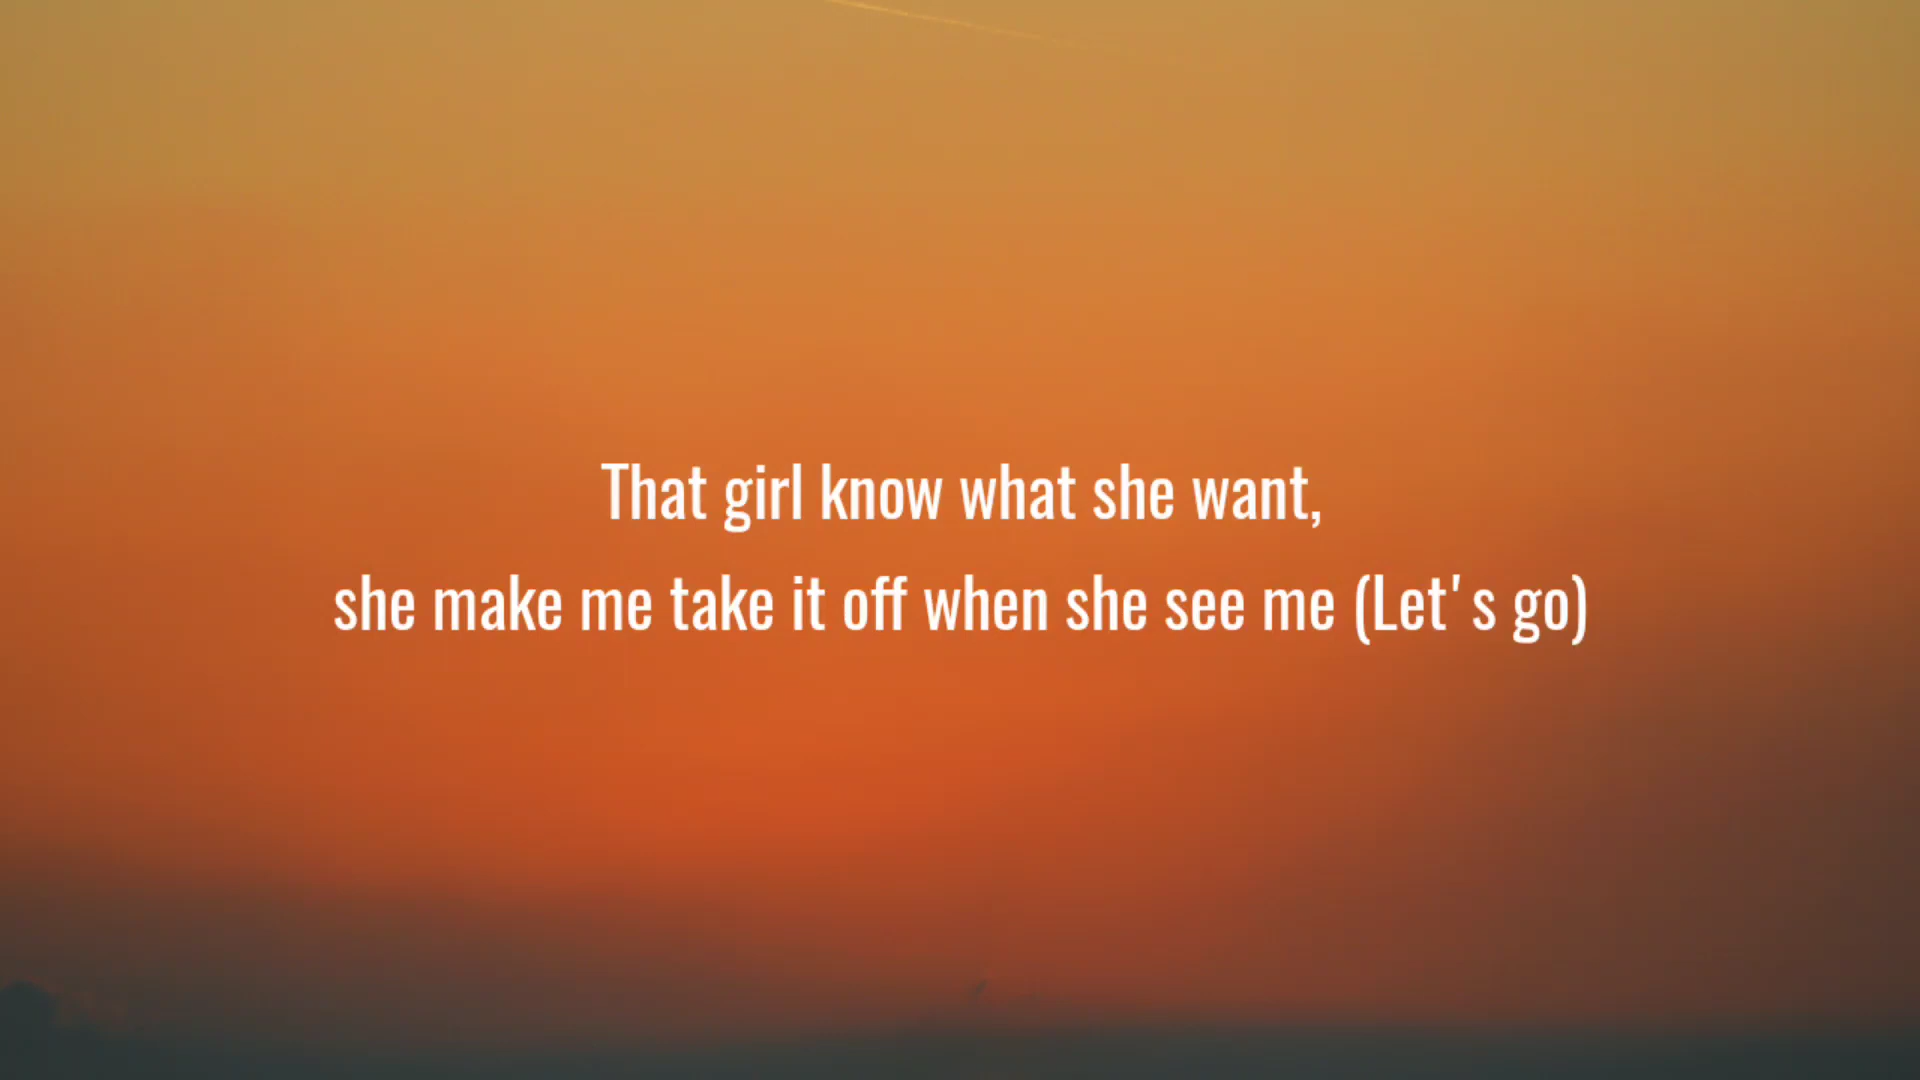 That girl know what she want,
she make me take it off when she see me (Let's go)